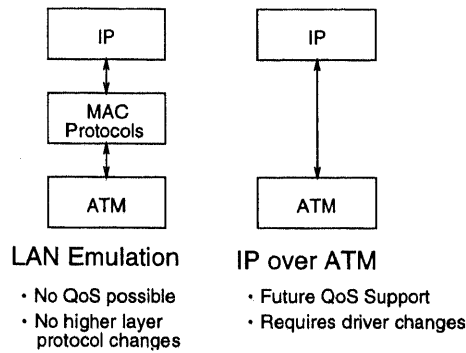 IP
MAC
Protocols
ATM
LAN Emulation
• No QoS possible
• No higher layer
protocol changes
IP
ATM
IP over ATM
• Future QoS Support
• Requires driver changes